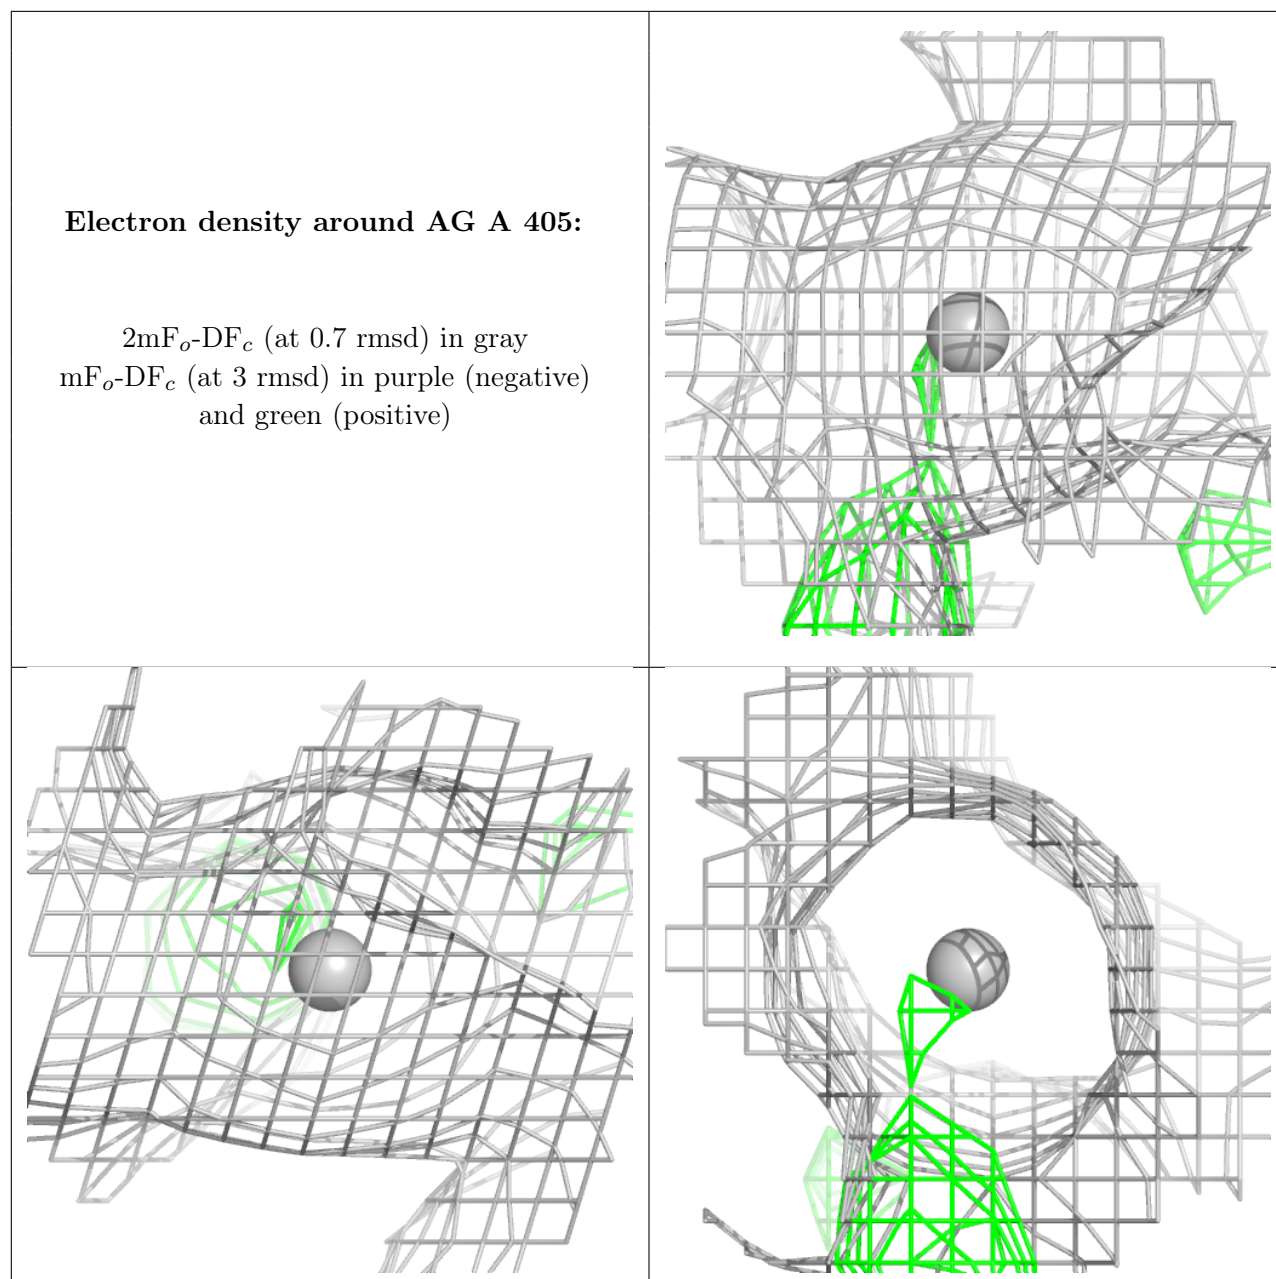 Electron density around AG A 405:
2mFₒ-DF𝒸 (at 0.7 rmsd) in gray
mFₒ-DF𝒸 (at 3 rmsd) in purple (negative)
and green (positive)